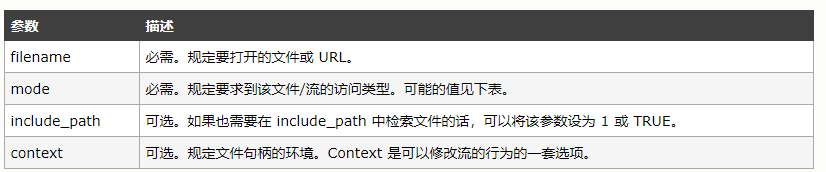 参数 描述
filename 必需。规定要打开的文件或 URL。
mode 必需。规定要求到该文件/流的访问类型。可能的值见下表。
include_path 可选。如果也需要在 include_path 中检索文件的话，可以将该参数设为 1 或 TRUE。
context 可选。规定文件句柄的环境。Context 是可以修改流的行为的一套选项。